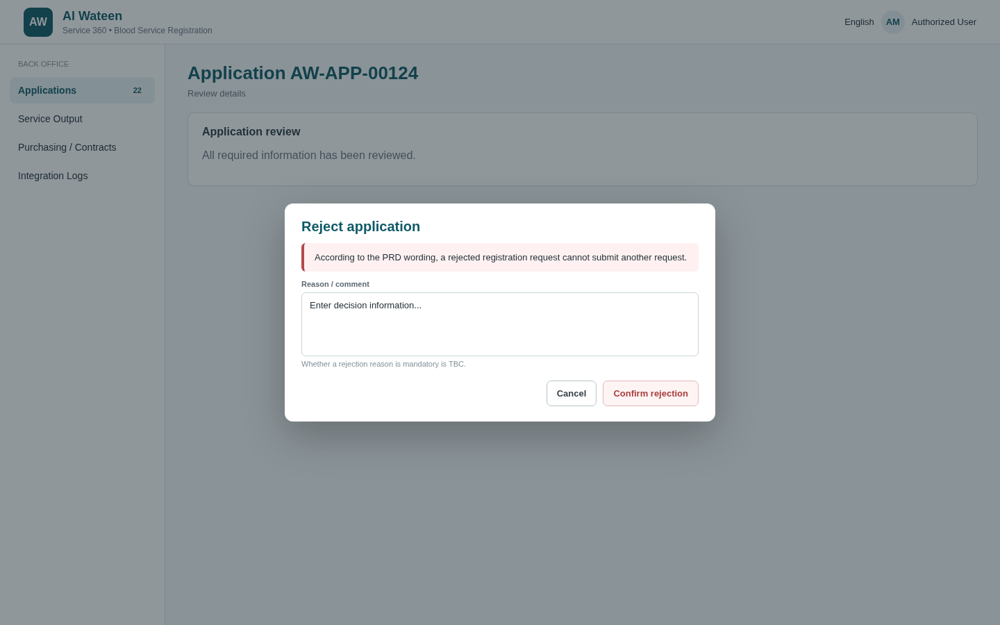 AW
Al Wateen
Service 360 • Blood Service Registration
English
AM
Authorized User
BACK OFFICE
Applications 22
Service Output
Purchasing / Contracts
Integration Logs
Application AW-APP-00124
Review details
Application review
All required information has been reviewed.
Reject application
According to the PRD wording, a rejected registration request cannot submit another request.
Reason / comment
Enter decision information...
Whether a rejection reason is mandatory is TBC.
Cancel
Confirm rejection